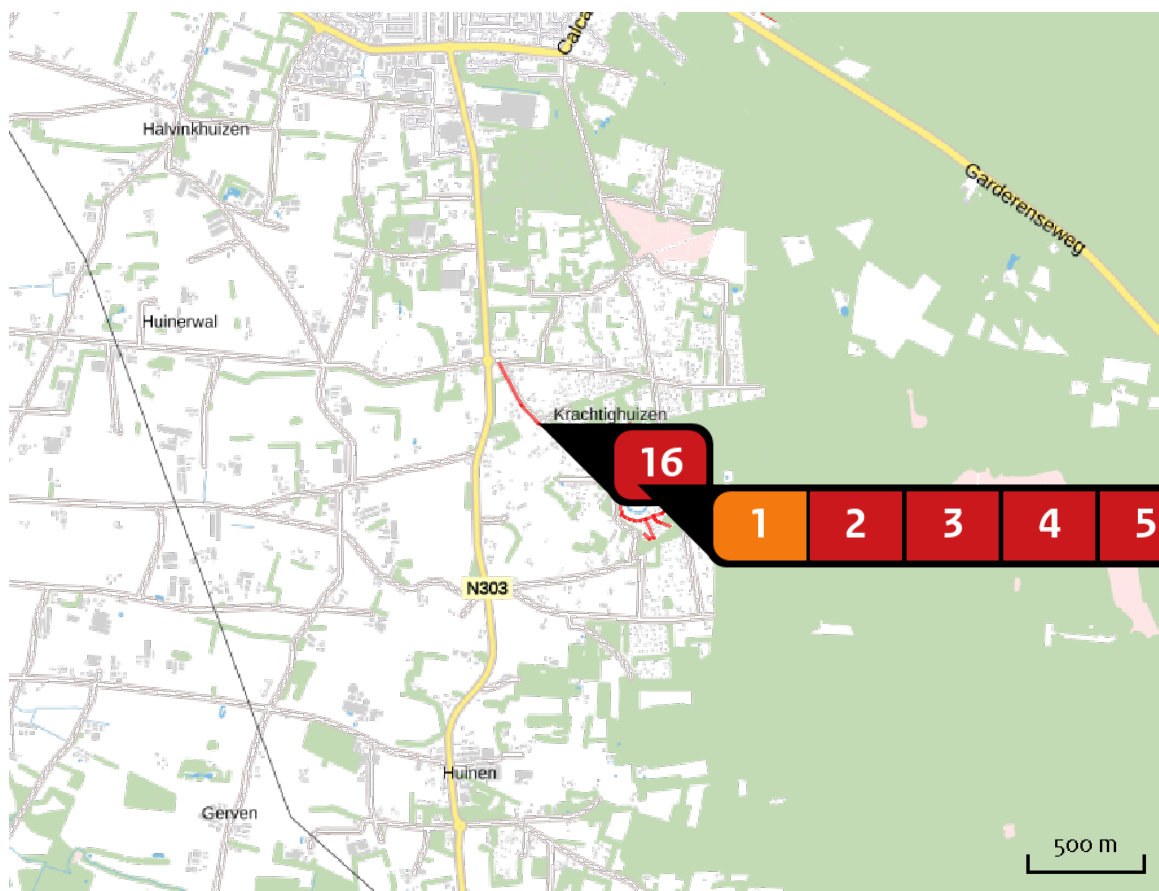 Calca
Halvinkhuizen
Garderenseweg
Huinerwal
Krachtighuizen
16
1 2 3 4 5
N303
Huinen
Gerven
500 m